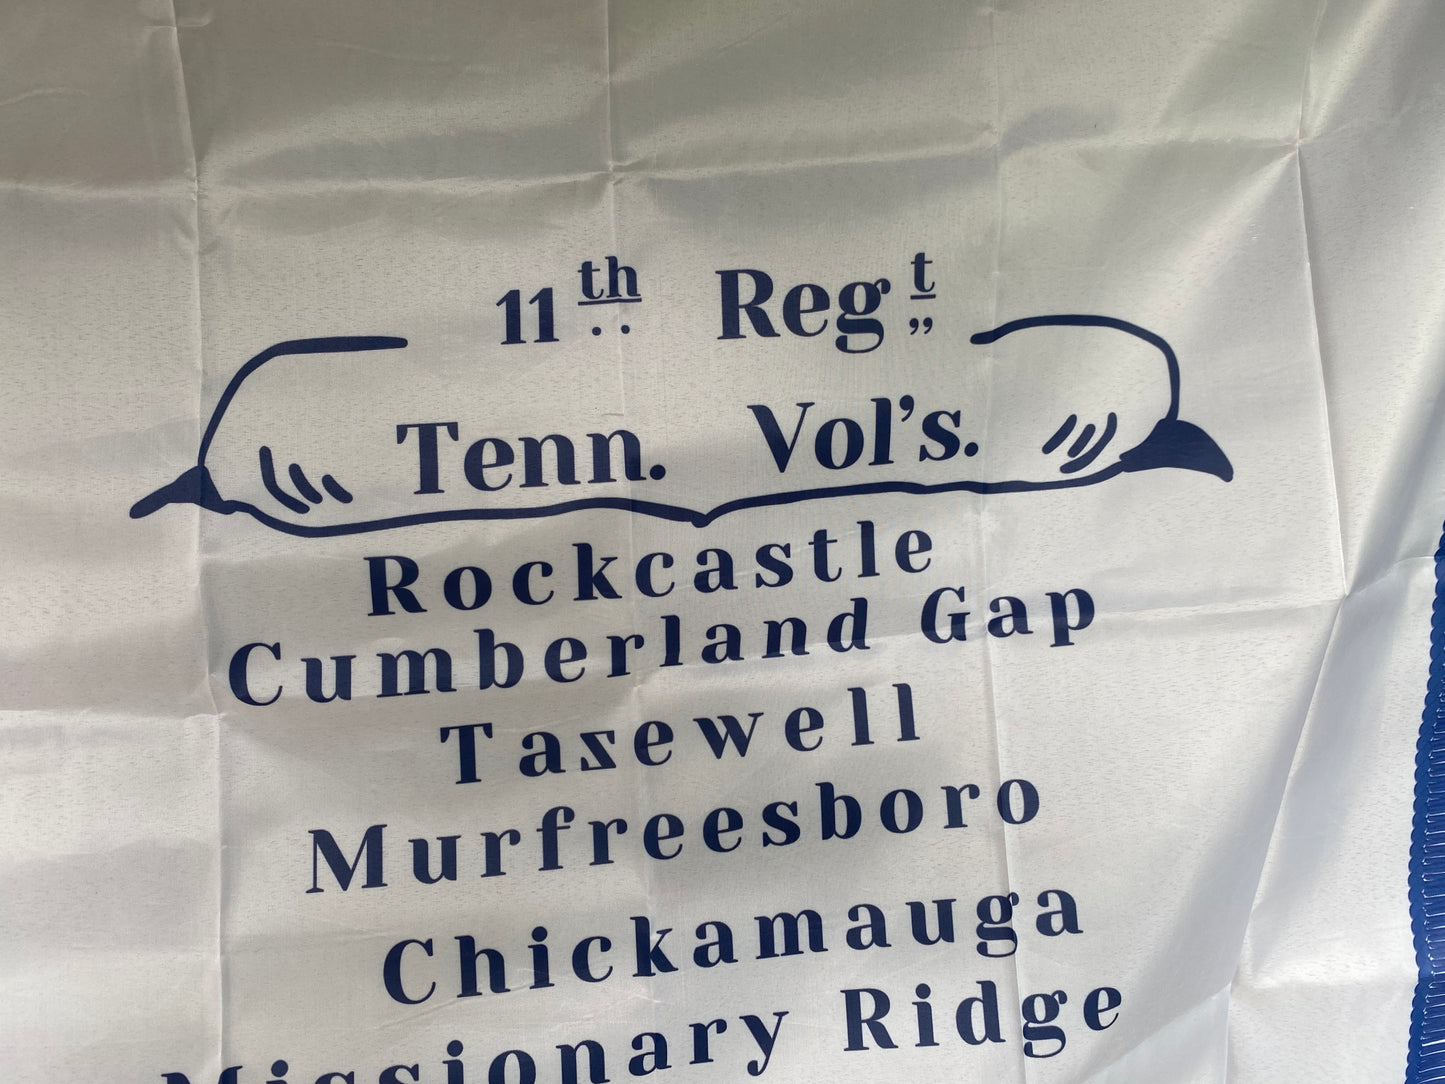 11th Regt
Tenn. Vol's.
Rockcastle
Cumberland Gap
Tazewell
Murfreesboro
Chickamauga
Missionary Ridge